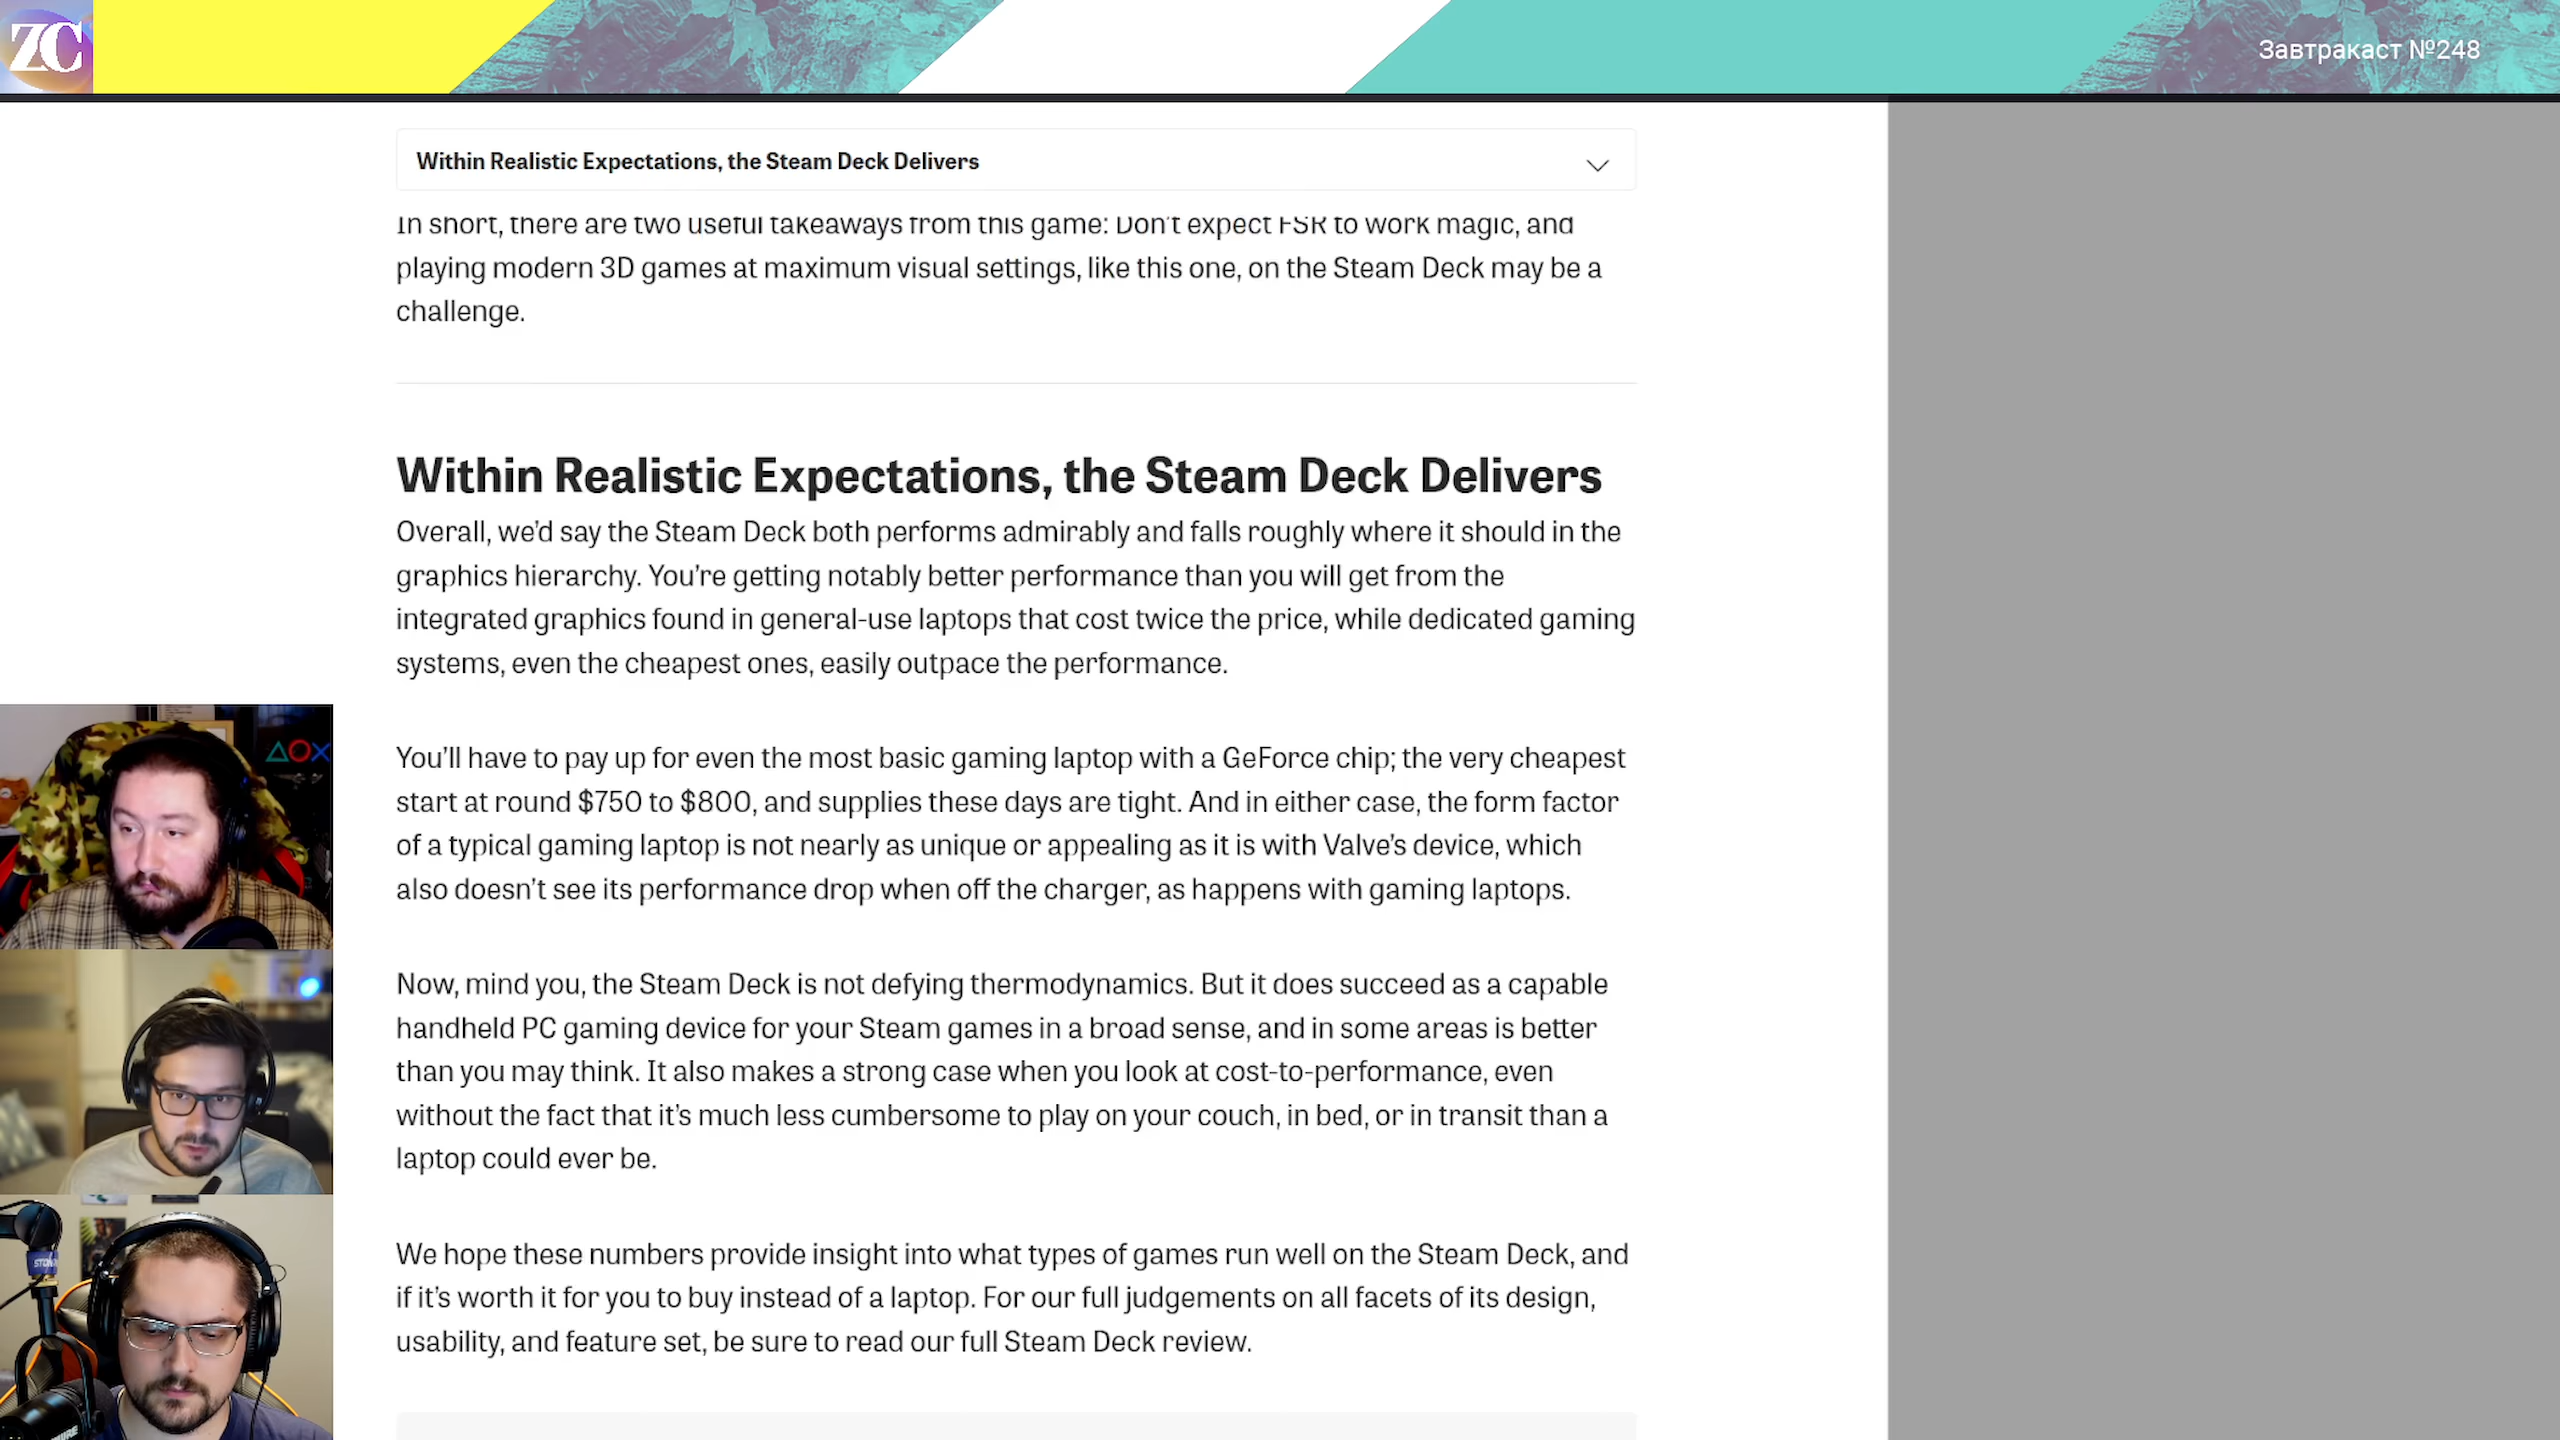 ZC
Завтракаст №248
Within Realistic Expectations, the Steam Deck Delivers
In short, there are two useful takeaways from this game: Don't expect FSR to work magic, and
playing modern 3D games at maximum visual settings, like this one, on the Steam Deck may be a
challenge.
Within Realistic Expectations, the Steam Deck Delivers
Overall, we'd say the Steam Deck both performs admirably and falls roughly where it should in the
graphics hierarchy. You're getting notably better performance than you will get from the
integrated graphics found in general-use laptops that cost twice the price, while dedicated gaming
systems, even the cheapest ones, easily outpace the performance.
You'll have to pay up for even the most basic gaming laptop with a GeForce chip; the very cheapest
start at round $750 to $800, and supplies these days are tight. And in either case, the form factor
of a typical gaming laptop is not nearly as unique or appealing as it is with Valve's device, which
also doesn't see its performance drop when off the charger, as happens with gaming laptops.
Now, mind you, the Steam Deck is not defying thermodynamics. But it does succeed as a capable
handheld PC gaming device for your Steam games in a broad sense, and in some areas is better
than you may think. It also makes a strong case when you look at cost-to-performance, even
without the fact that it's much less cumbersome to play on your couch, in bed, or in transit than a
laptop could ever be.
We hope these numbers provide insight into what types of games run well on the Steam Deck, and
if it's worth it for you to buy instead of a laptop. For our full judgements on all facets of its design,
usability, and feature set, be sure to read our full Steam Deck review.